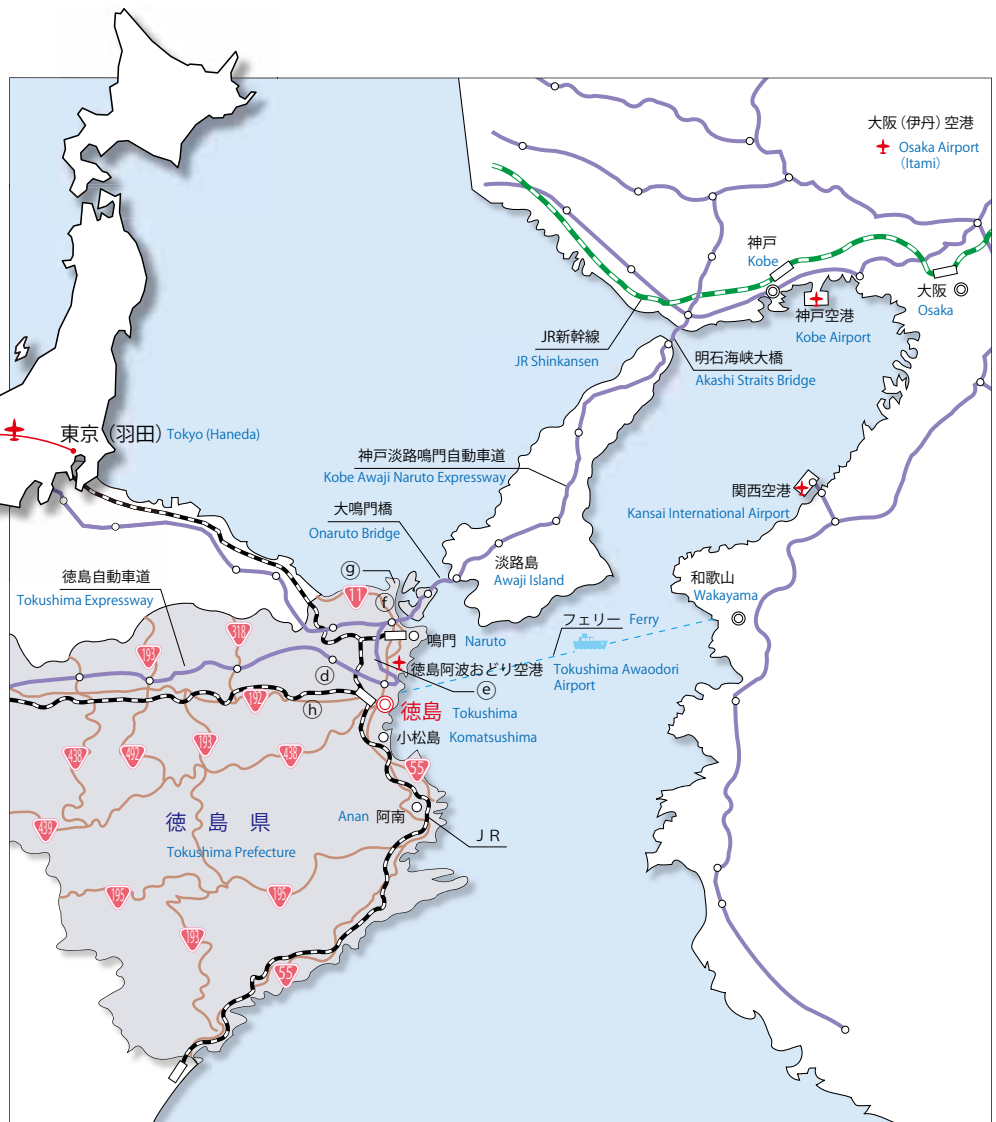 大阪（伊丹）空港
Osaka Airport
（Itami）
神戸
Kobe
大阪
Osaka
神戸空港
Kobe Airport
JR新幹線
JR Shinkansen
明石海峡大橋
Akashi Straits Bridge
東京（羽田）Tokyo (Haneda)
神戸淡路鳴門自動車道
Kobe Awaji Naruto Expressway
関西空港
Kansai International Airport
大鳴門橋
Onaruto Bridge
淡路島
Awaji Island
和歌山
Wakayama
徳島自動車道
Tokushima Expressway
g
11
f
フェリー Ferry
318
193
鳴門 Naruto
徳島阿波おどり空港 Tokushima Awaodori
Airport
d
e
192
h
徳島 Tokushima
小松島 Komatsushima
438
492
193
438
55
Anan 阿南
439
徳島県
Tokushima Prefecture
ＪＲ
195
195
193
55